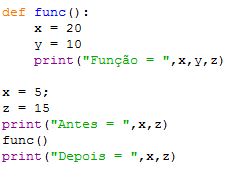 def func():
    x = 20
    y = 10
    print("Função = ",x,y,z)

x = 5;
z = 15
print("Antes = ",x,z)
func()
print("Depois = ",x,z)